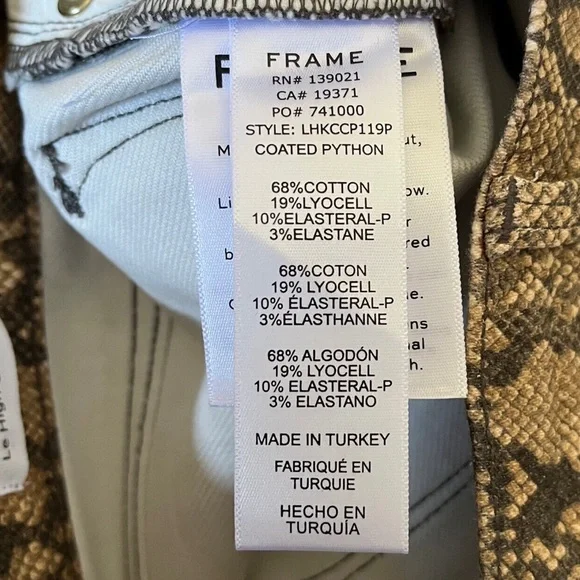 FRAME
RN# 139021
CA# 19371
PO# 741000
STYLE: LHKCCP119P
COATED PYTHON
68%COTTON
19%LYOCELL
10%ELASTERAL-P
3%ELASTANE
68%COTON
19% LYOCELL
10% ÉLASTERAL-P
3%ÉLASTHANNE
68% ALGODÓN
19% LYOCELL
10% ELASTERAL-P
3% ELASTANO
MADE IN TURKEY
FABRIQUÉ EN
TURQUIE
HECHO EN
TURQUÍA
Le High